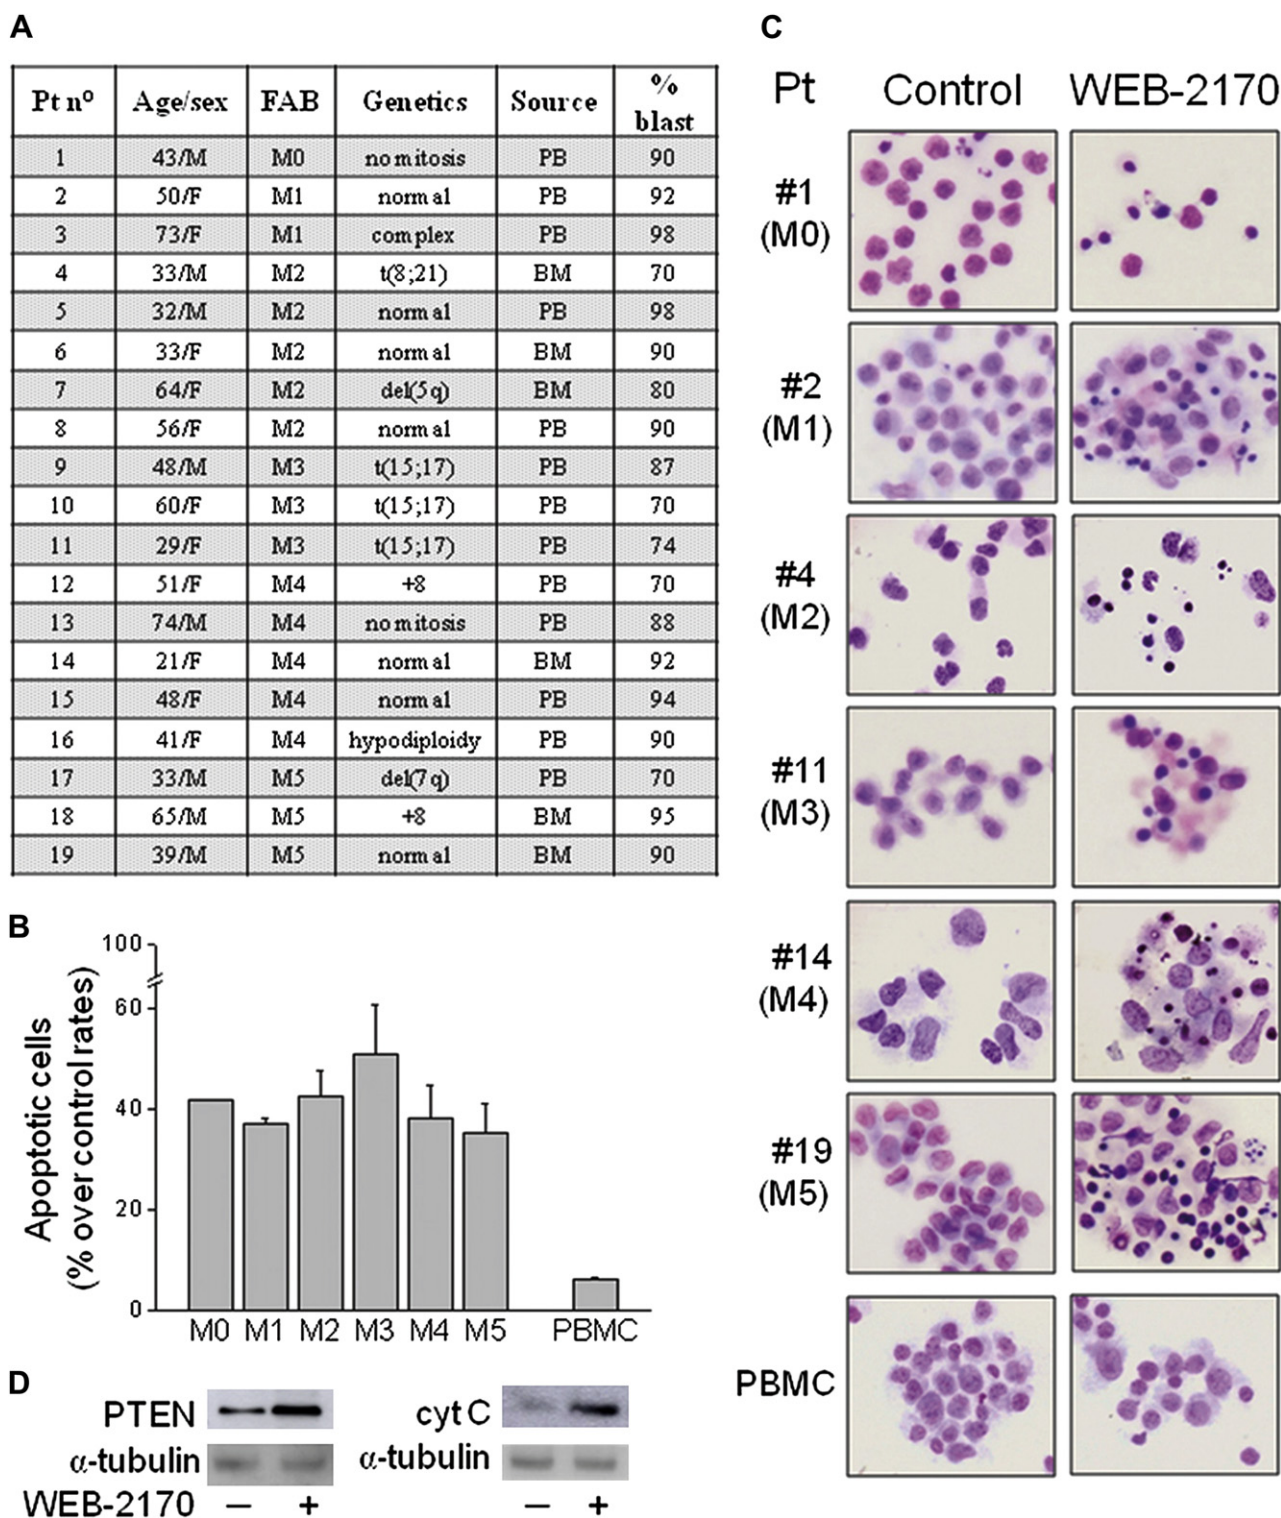 A
Pt nº Age/sex FAB Genetics Source % blast
1 43/M M0 no mitosis PB 90
2 50/F M1 normal PB 92
3 73/F M1 complex PB 98
4 33/M M2 t(8;21) BM 70
5 32/M M2 normal PB 98
6 33/F M2 normal BM 90
7 64/F M2 del(5q) BM 80
8 56/F M2 normal PB 90
9 48/M M3 t(15;17) PB 87
10 60/F M3 t(15;17) PB 70
11 29/F M3 t(15;17) PB 74
12 51/F M4 +8 PB 70
13 74/M M4 no mitosis PB 88
14 21/F M4 normal BM 92
15 48/F M4 normal PB 94
16 41/F M4 hypodiploidy PB 90
17 33/M M5 del(7q) PB 70
18 65/M M5 +8 BM 95
19 39/M M5 normal BM 90
B
Apoptotic cells
(% over control rates)
100
60
40
20
0
M0 M1 M2 M3 M4 M5 PBMC
C
Pt Control WEB-2170
#1
(M0)
#2
(M1)
#4
(M2)
#11
(M3)
#14
(M4)
#19
(M5)
PBMC
D
PTEN cyt C
α-tubulin α-tubulin
WEB-2170 – + – +